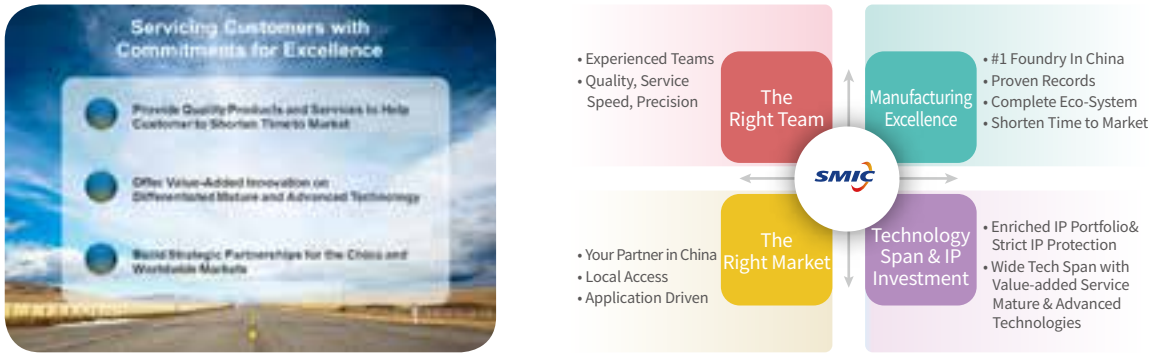 Servicing Customers with
Commitments for Excellence
Provide Quality Products and Services to Help
Customer to Shorten Time to Market
Offer Value-Added Innovation on
Differentiated Mature and Advanced Technology
Build Strategic Partnerships for the China and
Worldwide Markets
• Experienced Teams
• Quality, Service
Speed, Precision
The
Right Team
Manufacturing
Excellence
• #1 Foundry In China
• Proven Records
• Complete Eco-System
• Shorten Time to Market
SMIC
• Your Partner in China
• Local Access
• Application Driven
The
Right Market
Technology
Span & IP
Investment
• Enriched IP Portfolio&
Strict IP Protection
• Wide Tech Span with
Value-added Service
Mature & Advanced
Technologies